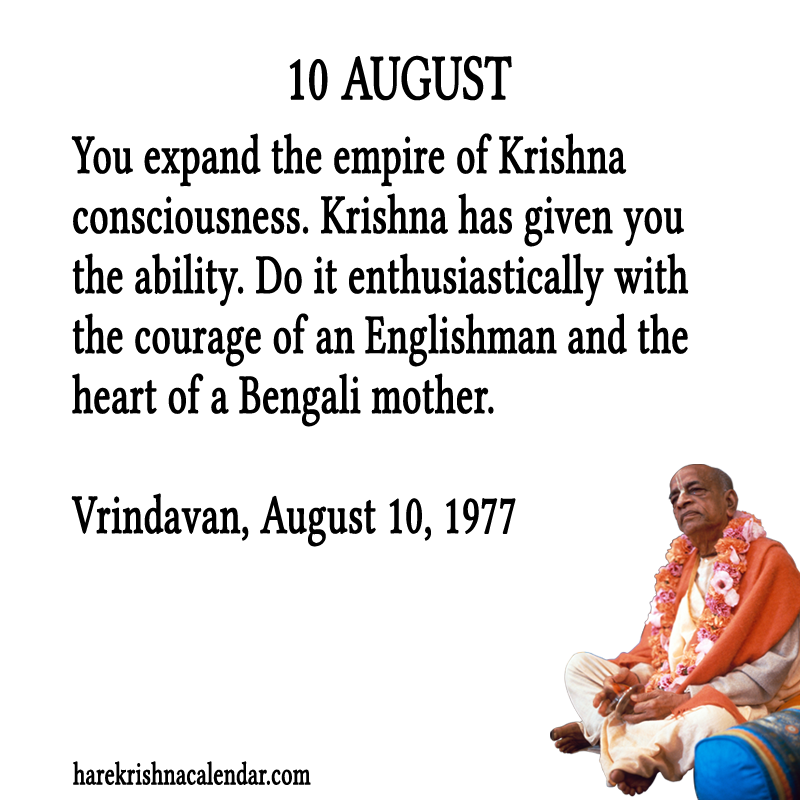 10 AUGUST
You expand the empire of Krishna
consciousness. Krishna has given you
the ability. Do it enthusiastically with
the courage of an Englishman and the
heart of a Bengali mother.
Vrindavan, August 10, 1977
harekrishnacalendar.com